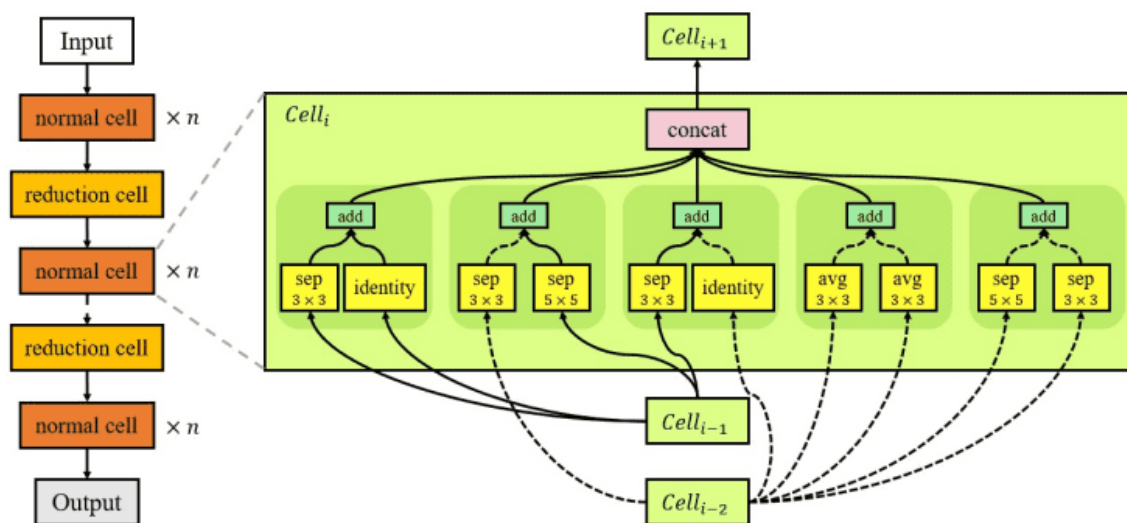 Input
normal cell × n
reduction cell
normal cell × n
reduction cell
normal cell × n
Output
Cell_{i+1}
Cell_i
concat
add add add add add
sep 3 × 3
identity
sep 3 × 3
sep 5 × 5
sep 3 × 3
identity
avg 3 × 3
avg 3 × 3
sep 5 × 5
sep 3 × 3
Cell_{i−1}
Cell_{i−2}